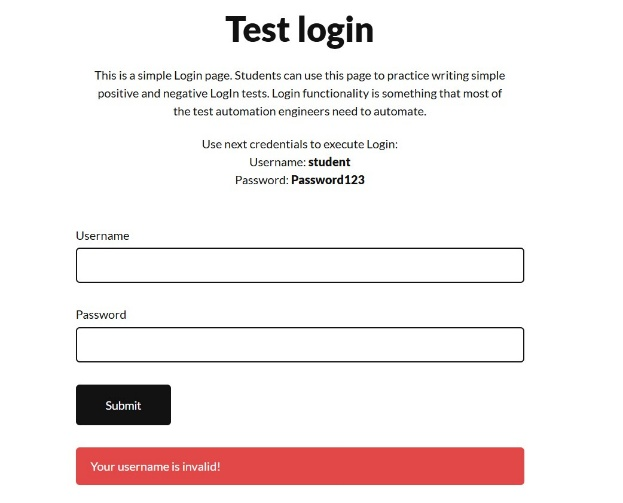 Test login
This is a simple Login page. Students can use this page to practice writing simple
positive and negative LogIn tests. Login functionality is something that most of
the test automation engineers need to automate.
Use next credentials to execute Login:
Username: student
Password: Password123
Username
Password
Submit
Your username is invalid!